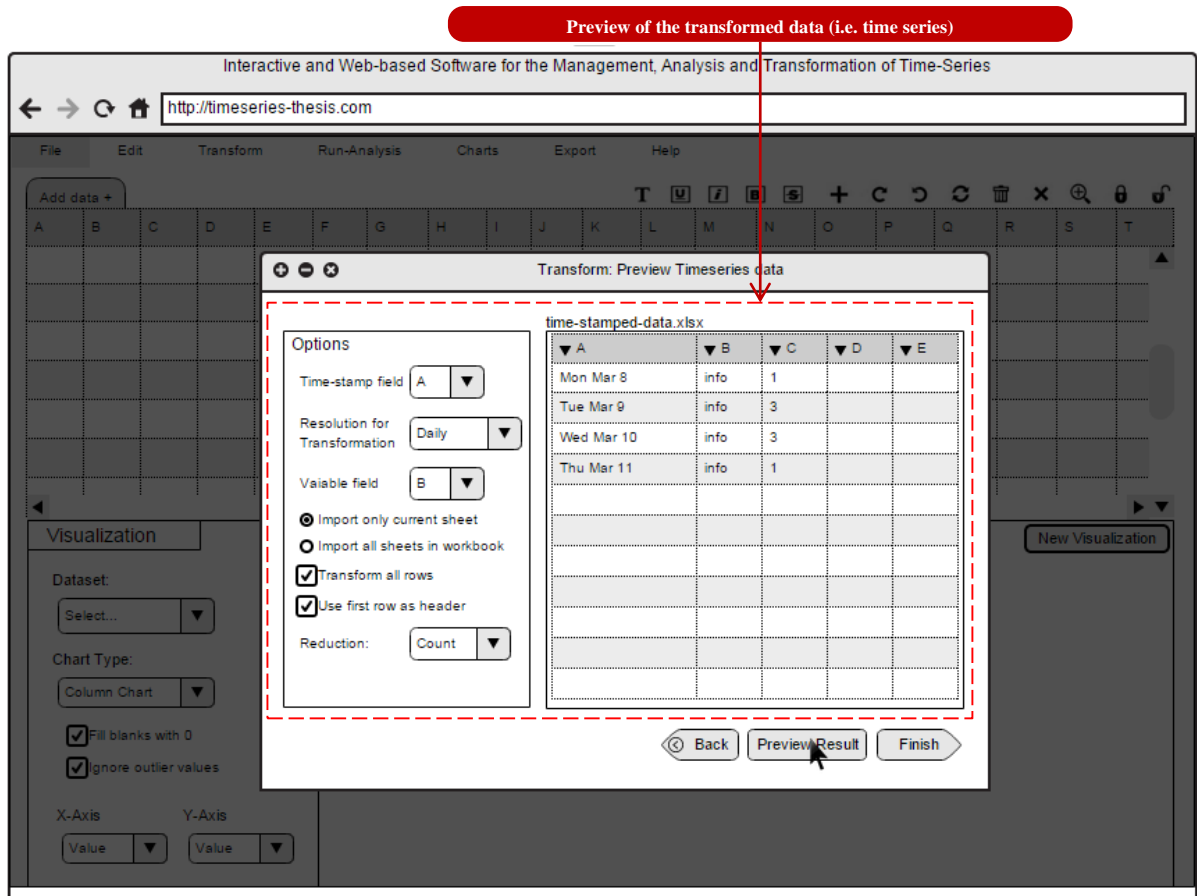 Preview of the transformed data (i.e. time series)
Interactive and Web-based Software for the Management, Analysis and Transformation of Time-Series
http://timeseries-thesis.com
File Edit Transform Run-Analysis Charts Export Help
Add data +
T U i B S
A B C D E F G H I J K L M N O P Q R S T
Transform: Preview Timeseries data
time-stamped-data.xlsx
Options
Time-stamp field A
Resolution for
Transformation
Daily
Vaiable field B
Import only current sheet
Import all sheets in workbook
Transform all rows
Use first row as header
Reduction: Count
A B C D E
Mon Mar 8 info 1
Tue Mar 9 info 3
Wed Mar 10 info 3
Thu Mar 11 info 1
Back Preview Result Finish
Visualization
New Visualization
Dataset:
Select...
Chart Type:
Column Chart
Fill blanks with 0
Ignore outlier values
X-Axis Y-Axis
Value Value